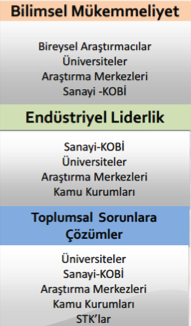 Bilimsel Mükemmeliyet
Bireysel Araştırmacılar
Üniversiteler
Araştırma Merkezleri
Sanayi -KOBİ
Endüstriyel Liderlik
Sanayi-KOBİ
Üniversiteler
Araştırma Merkezleri
Kamu Kurumları
Toplumsal Sorunlara
Çözümler
Üniversiteler
Sanayi-KOBİ
Araştırma Merkezleri
Kamu Kurumları
STK'lar